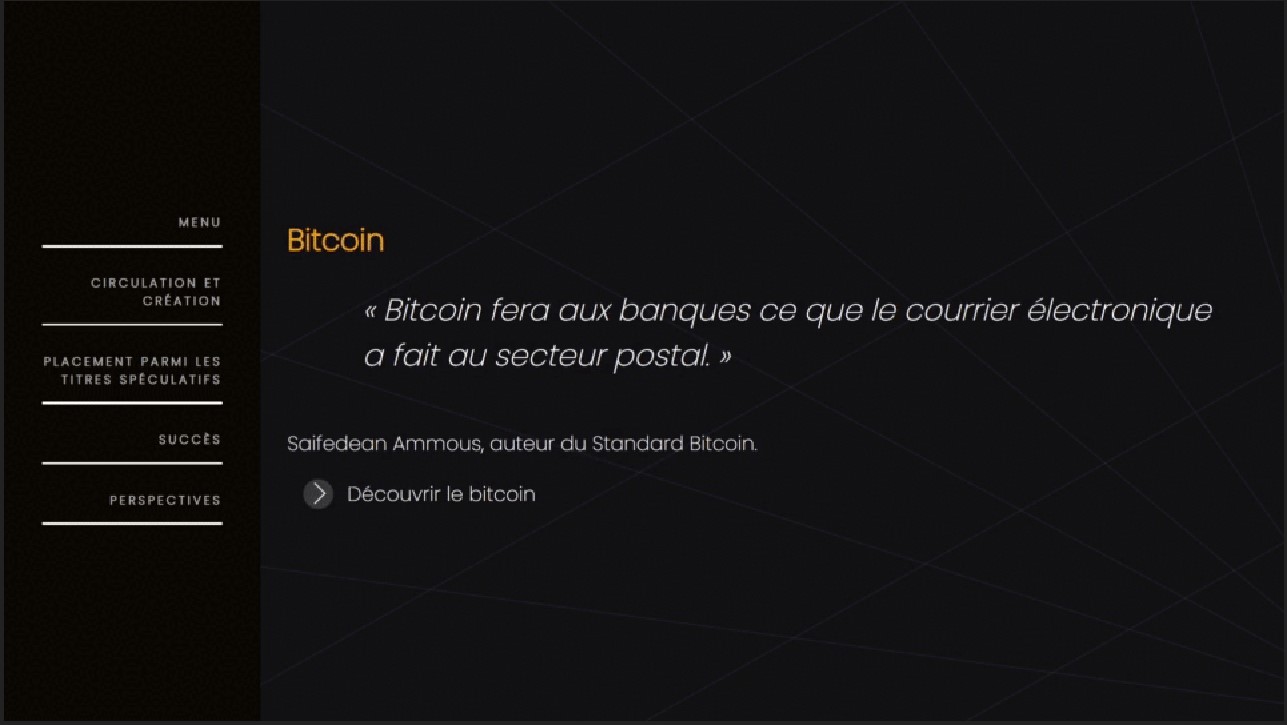 MENU
CIRCULATION ET
CRÉATION
PLACEMENT PARMI LES
TITRES SPÉCULATIFS
SUCCÈS
PERSPECTIVES
Bitcoin
« Bitcoin fera aux banques ce que le courrier électronique
a fait au secteur postal. »
Saifedean Ammous, auteur du Standard Bitcoin.
Découvrir le bitcoin